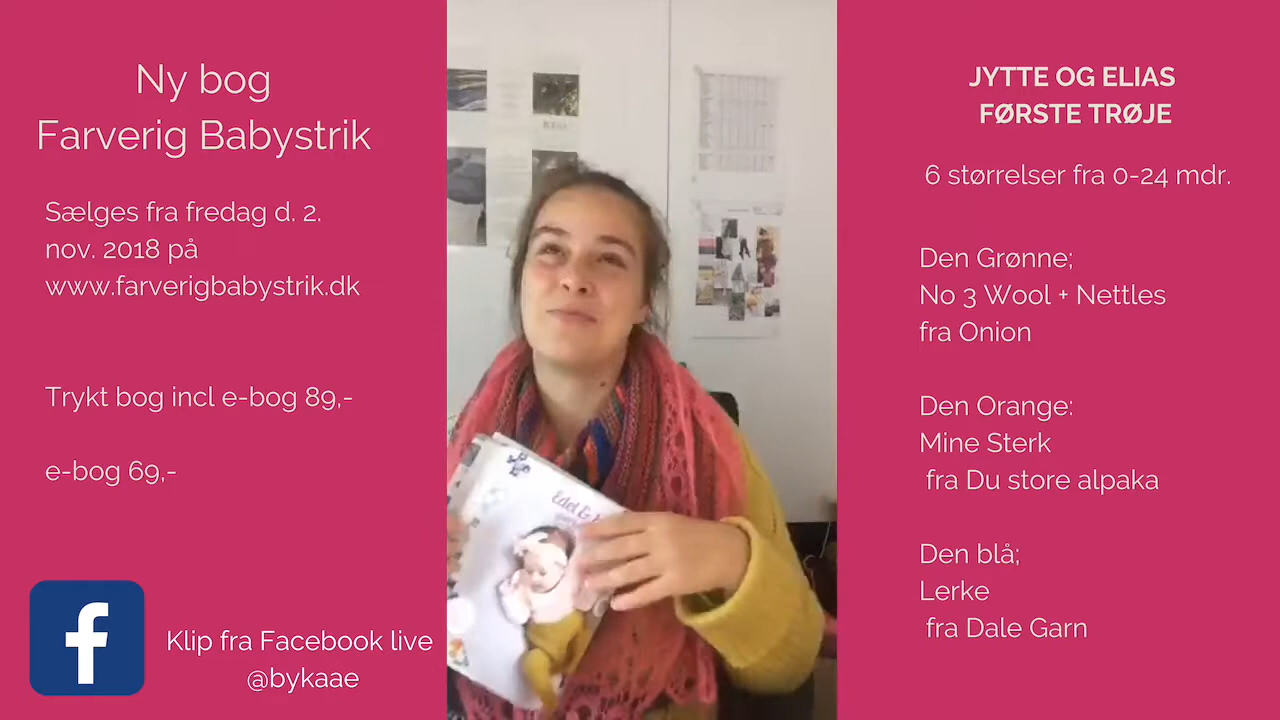 Ny bog
Farverig Babystrik
Sælges fra fredag d. 2.
nov. 2018 på
www.farverigbabystrik.dk
Trykt bog incl e-bog 89,-
e-bog 69,-
Klip fra Facebook live
@bykaae
Edel &
JYTTE OG ELIAS
FØRSTE TRØJE
6 størrelser fra 0-24 mdr.
Den Grønne;
No 3 Wool + Nettles
fra Onion
Den Orange:
Mine Sterk
fra Du store alpaka
Den blå;
Lerke
fra Dale Garn